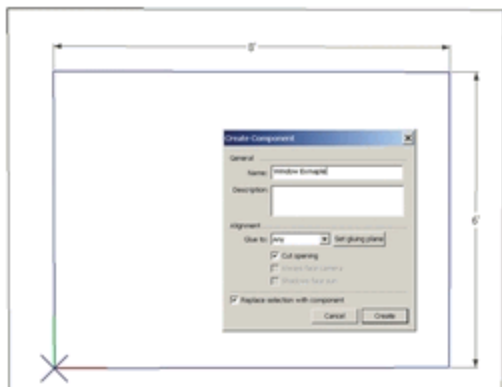 8'
Create Component
General
Name: Window Exmaple
Description:
Alignment
Glue to: Any Set gluing plane
Cut opening
Always face camera
Shadows face sun
Replace selection with component
Cancel Create
6'